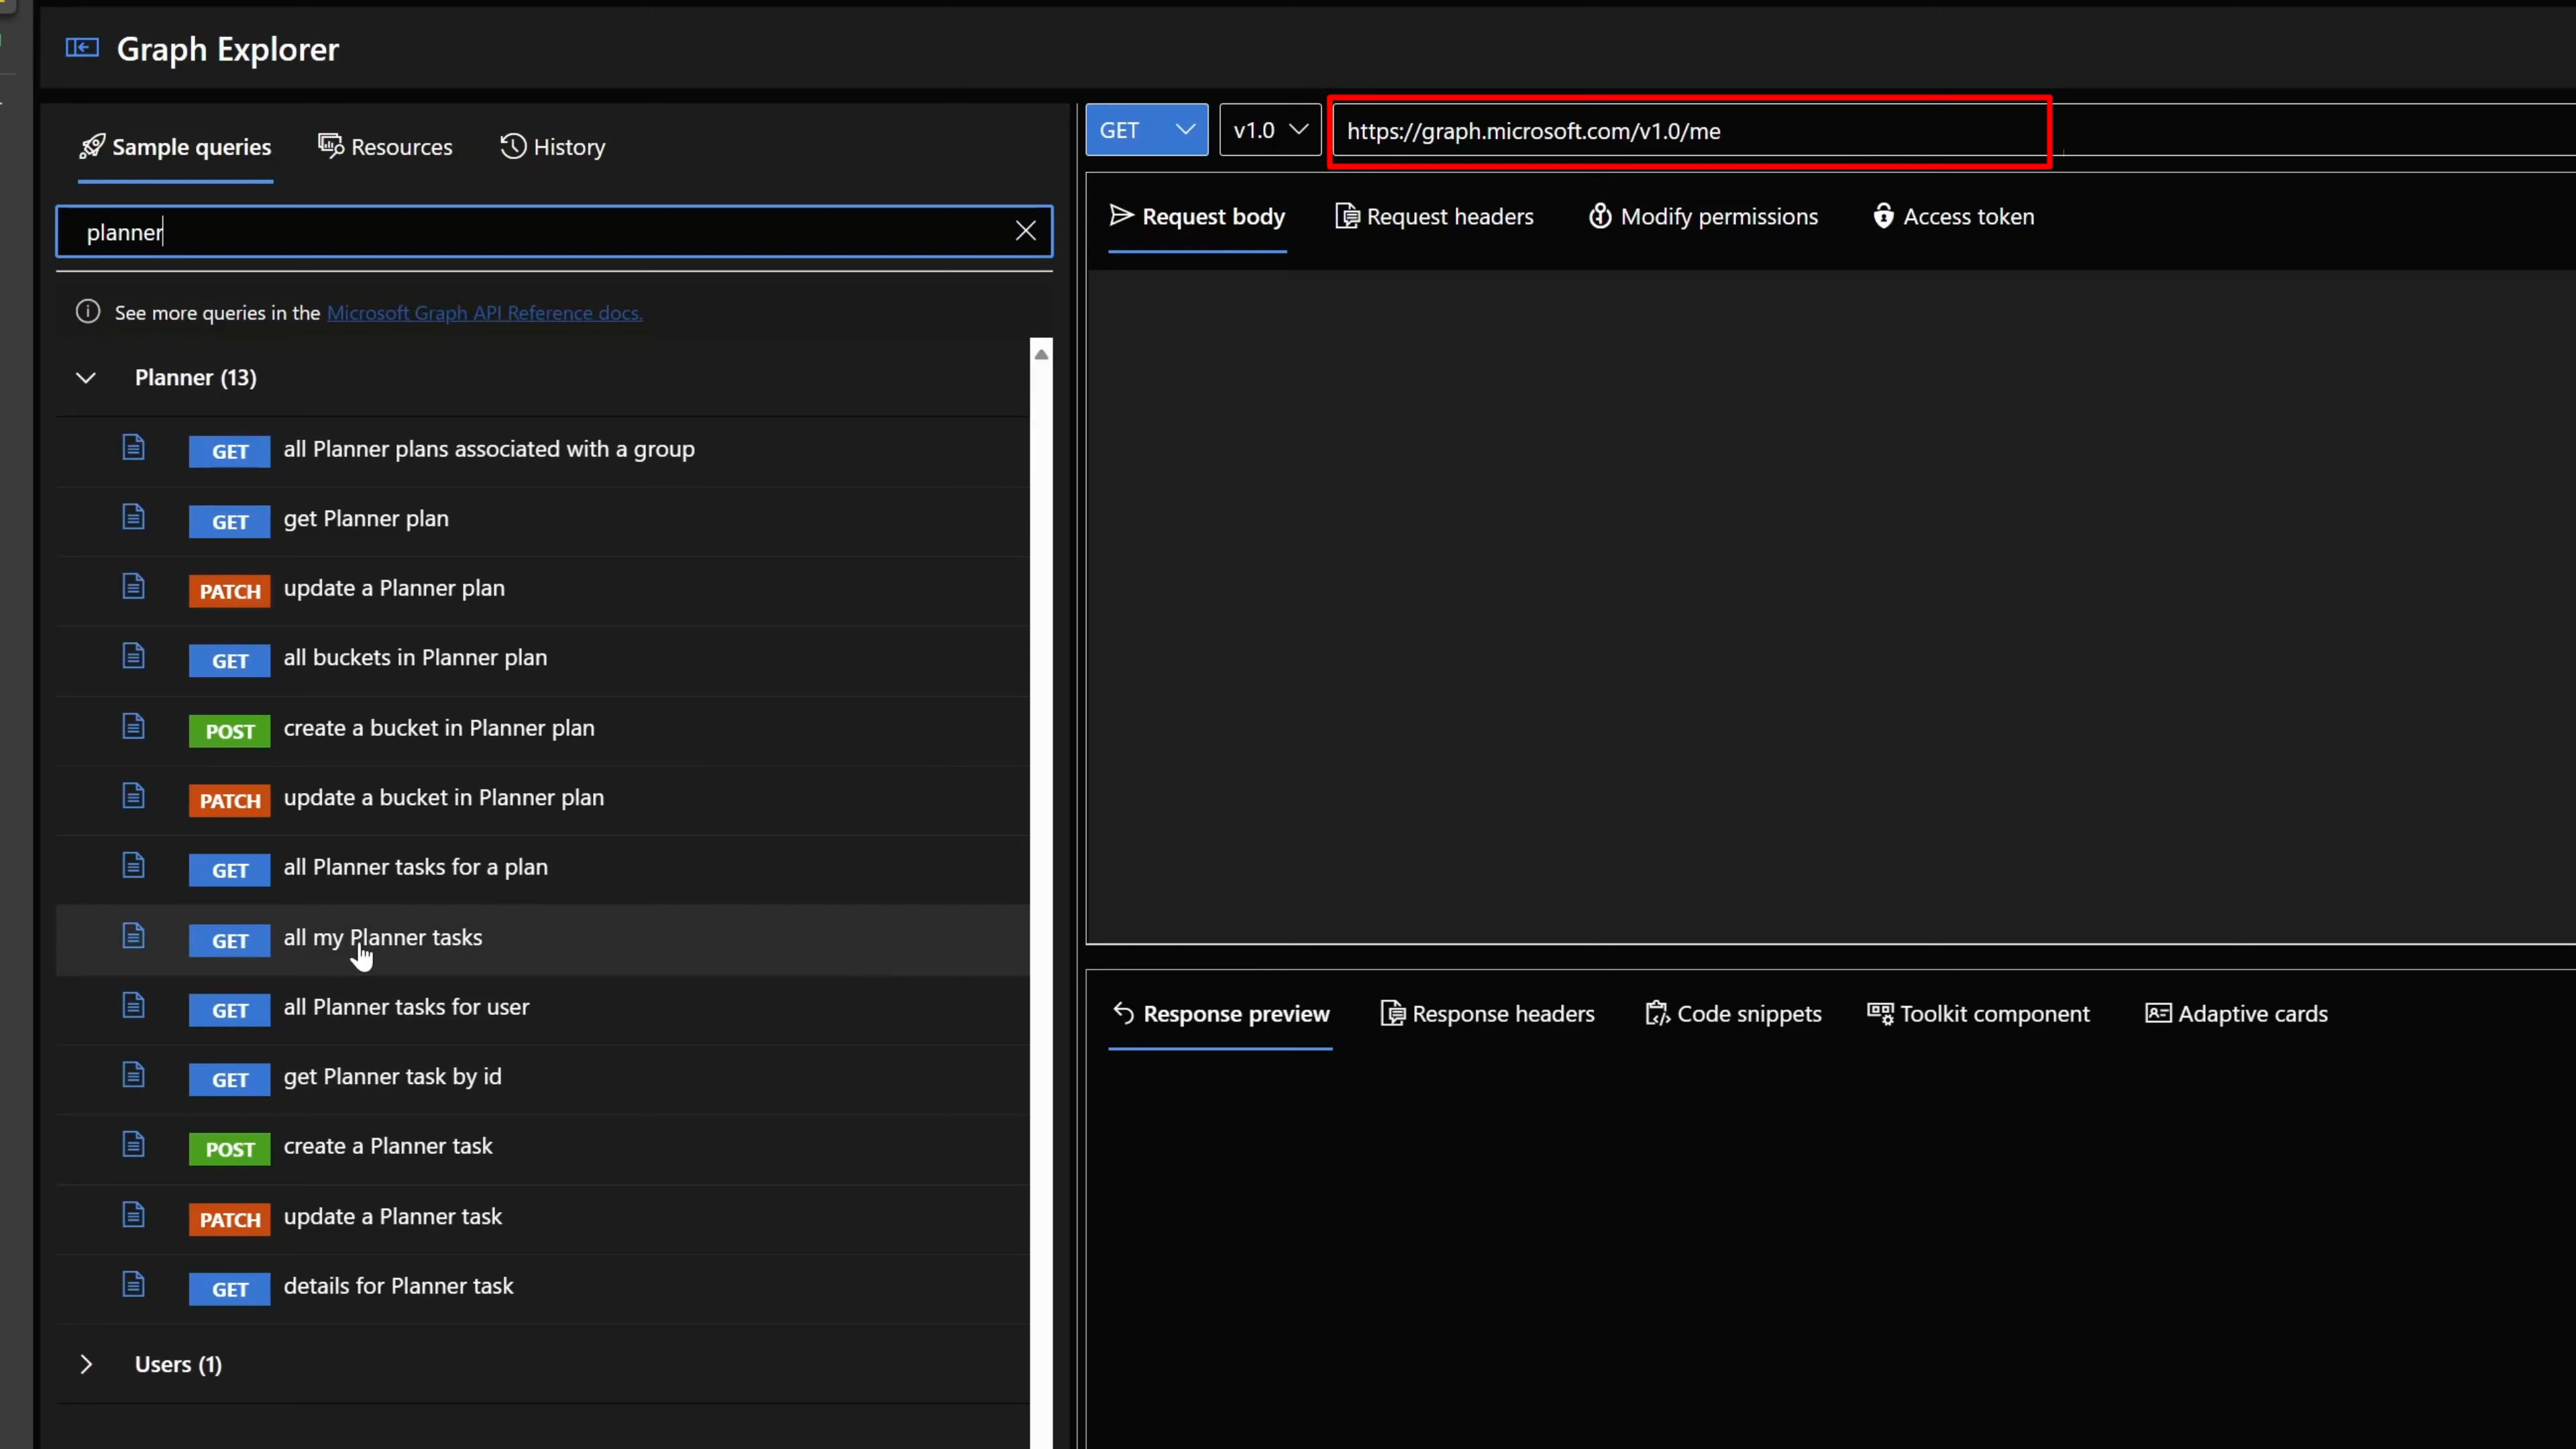 Graph Explorer
Sample queries
Resources
History
planner
See more queries in the Microsoft Graph API Reference docs.
Planner (13)
GET all Planner plans associated with a group
GET get Planner plan
PATCH update a Planner plan
GET all buckets in Planner plan
POST create a bucket in Planner plan
PATCH update a bucket in Planner plan
GET all Planner tasks for a plan
GET all my Planner tasks
GET all Planner tasks for user
GET get Planner task by id
POST create a Planner task
PATCH update a Planner task
GET details for Planner task
Users (1)
GET
v1.0
https://graph.microsoft.com/v1.0/me
Request body
Request headers
Modify permissions
Access token
Response preview
Response headers
Code snippets
Toolkit component
Adaptive cards